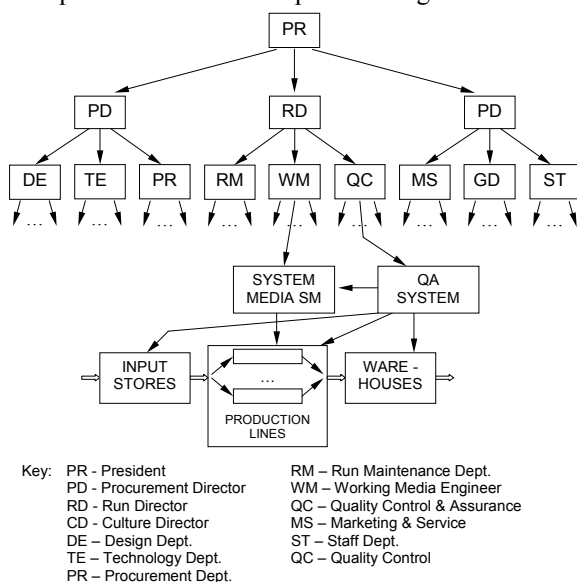 PR
PD RD PD
DE TE PR RM WM QC MS GD ST
... ... ... ... ... ... ... ... ...
SYSTEM
MEDIA SM
QA
SYSTEM
INPUT
STORES
...
PRODUCTION
LINES
WARE -
HOUSES
Key: PR - President
PD - Procurement Director
RD - Run Director
CD - Culture Director
DE – Design Dept.
TE – Technology Dept.
PR – Procurement Dept.
RM – Run Maintenance Dept.
WM – Working Media Engineer
QC – Quality Control & Assurance
MS – Marketing & Service
ST – Staff Dept.
QC – Quality Control